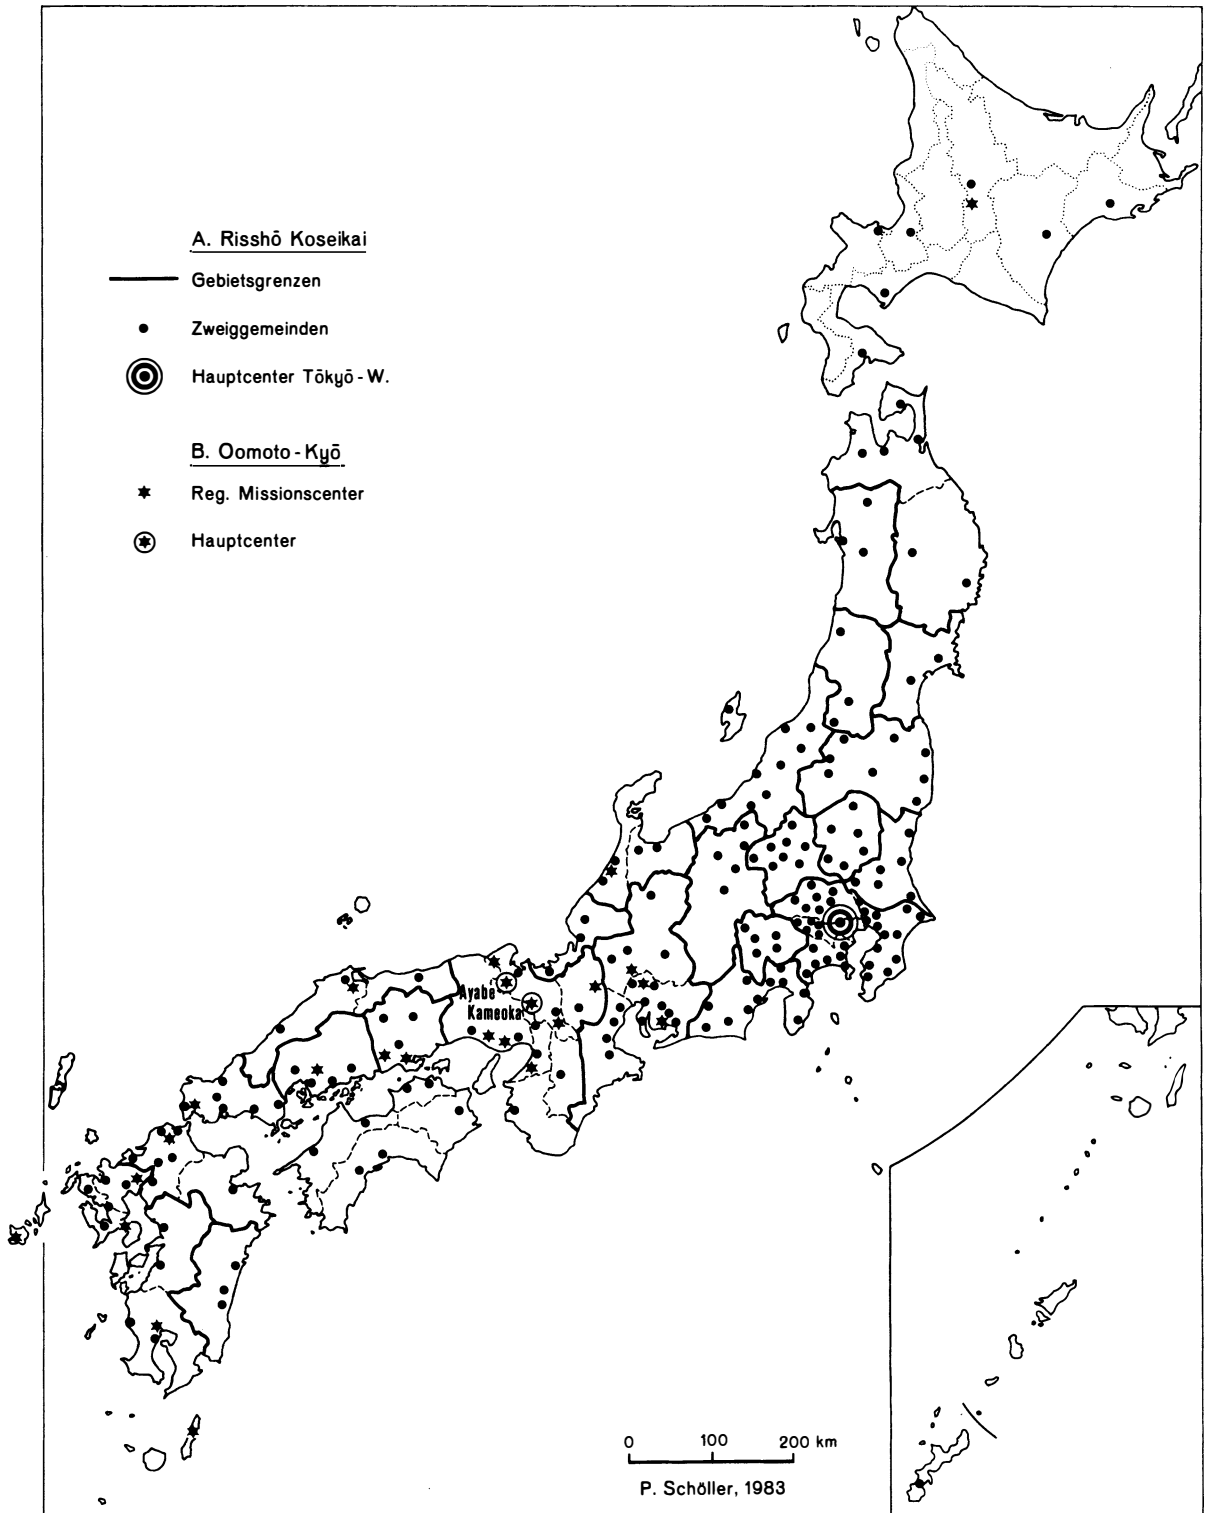 A. Risshō Koseikai
Gebietsgrenzen
Zweiggemeinden
Hauptcenter Tōkyō-W.
B. Oomoto-Kyō
Reg. Missionscenter
Hauptcenter
Ayabe
Kameoka
0 100 200 km
P. Schöller, 1983